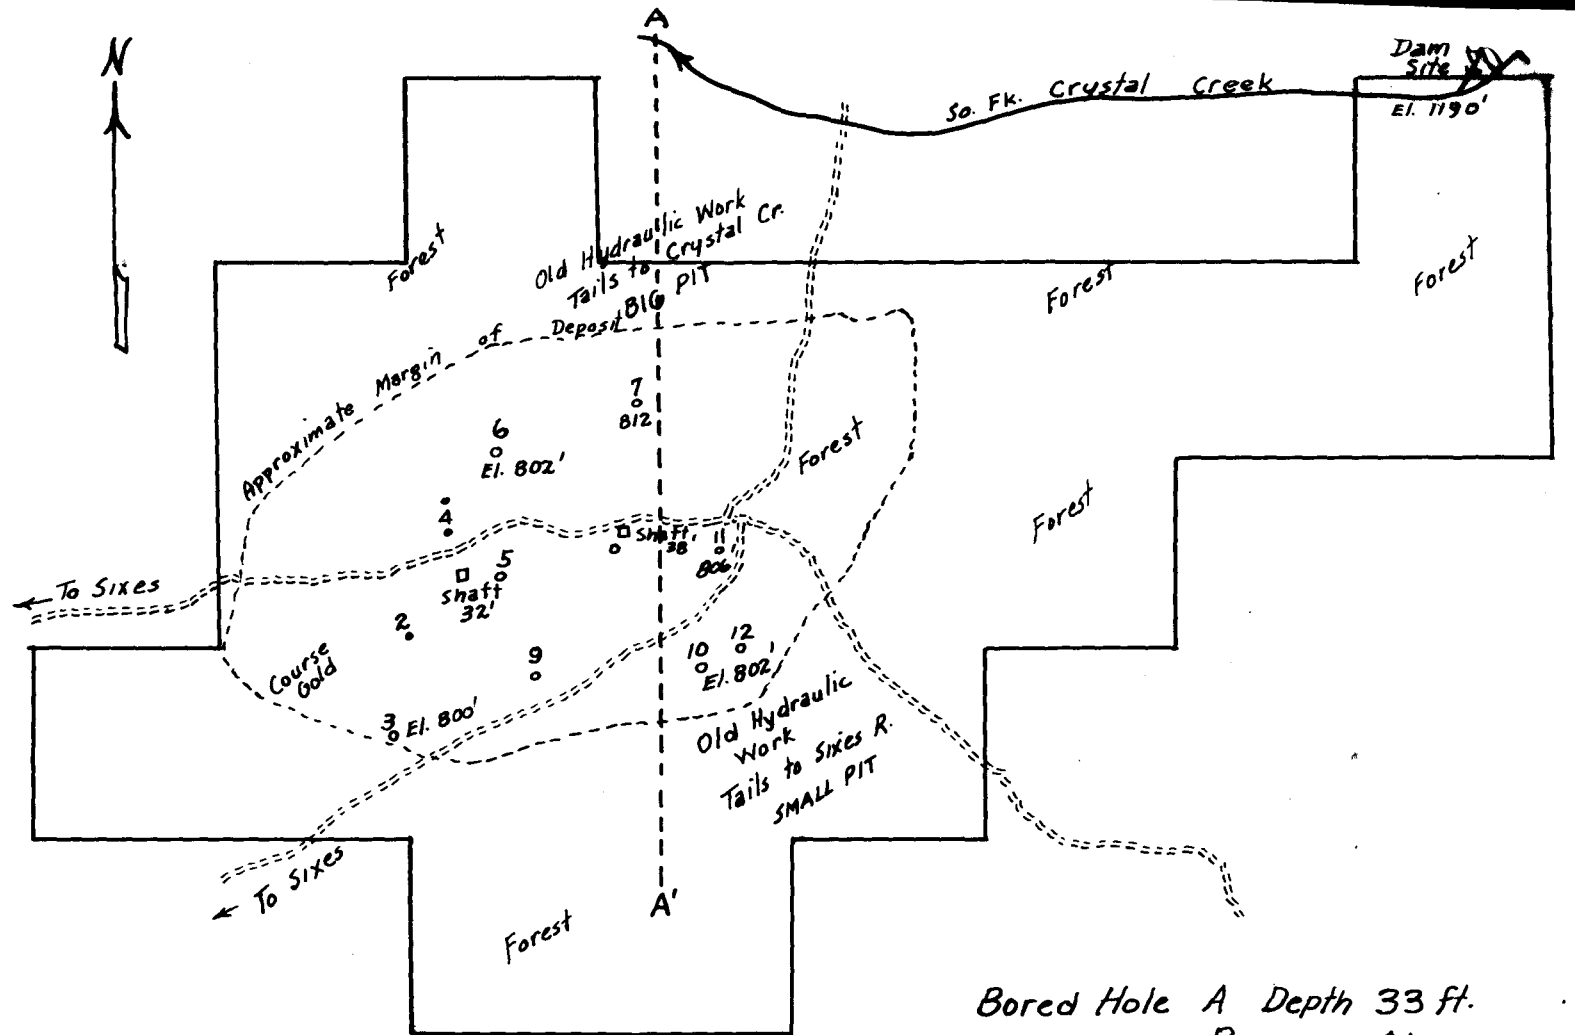 A
N
Dam
Site
So. Fk. Crystal Creek
El. 1190'
Old Hydraulic Work
Tails to Crystal Cr.
BIG PIT
Forest
Forest
Forest
Approximate Margin of Deposit
7
812
6
El. 802'
Forest
4
Forest
Shaft
38'
11
806
5
Shaft
32'
To Sixes
2
12
10
El. 802'
9
Course
Gold
3
El. 800'
Old Hydraulic
Work
Tails to Sixes R.
SMALL PIT
To Sixes
A'
Forest
Bored Hole A Depth 33 ft.